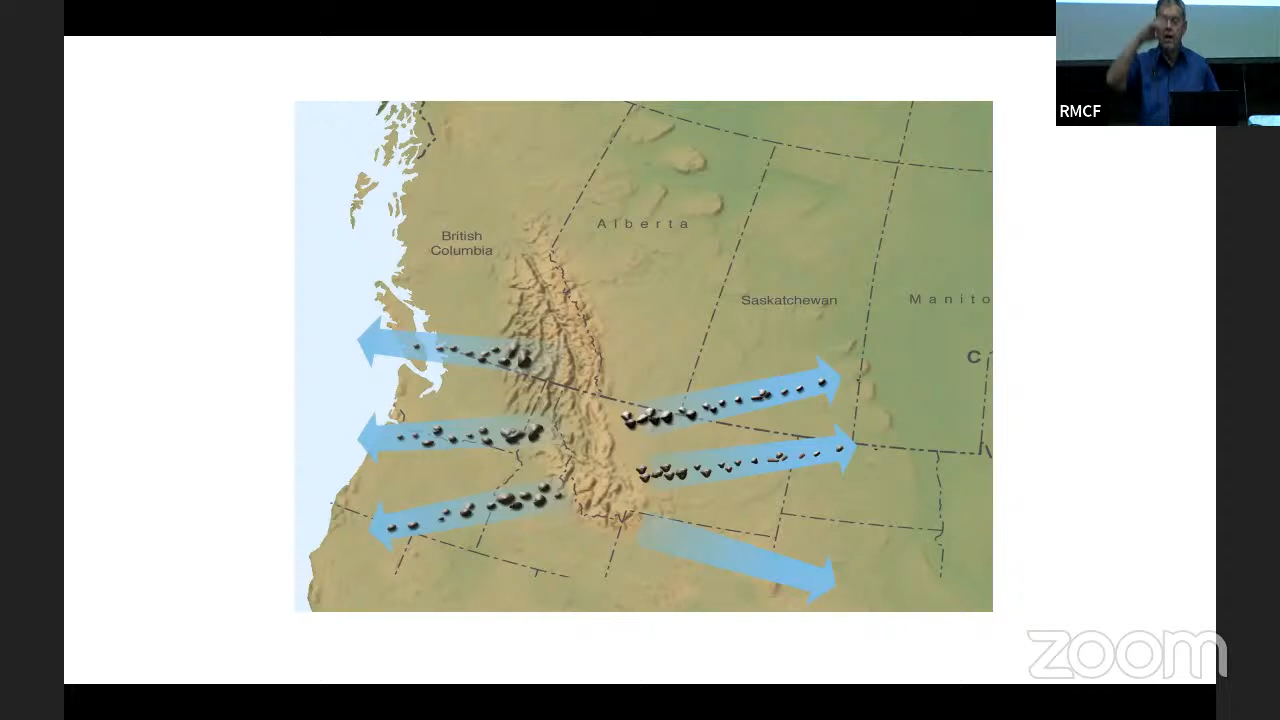 RMCF
British
Columbia
Alberta
Saskatchewan
Manito
C
zoom